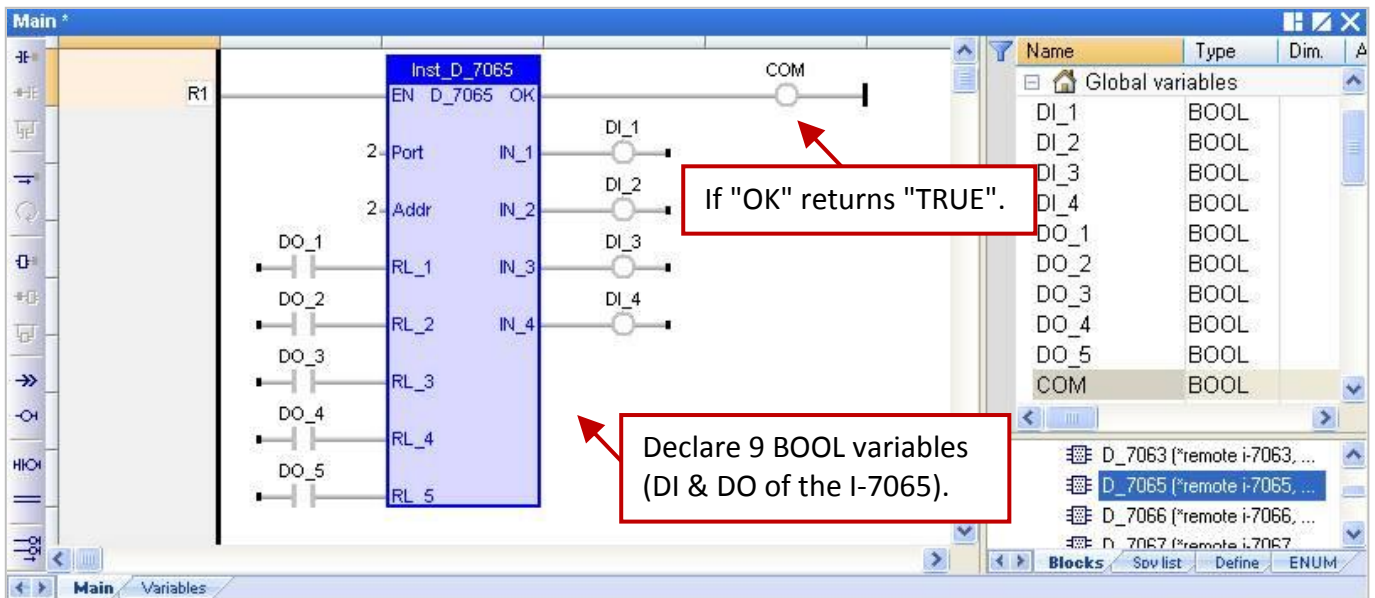 Main *
Inst_D_7065
COM
R1
EN D_7065 OK
DI_1
2 Port IN_1
DI_2
2 Addr IN_2
DO_1
DI_3
RL_1 IN_3
DO_2
DI_4
RL_2 IN_4
DO_3
RL_3
DO_4
RL_4
DO_5
RL_5
If "OK" returns "TRUE".
Declare 9 BOOL variables
(DI & DO of the I-7065).
Name Type Dim. A
Global variables
DI_1 BOOL
DI_2 BOOL
DI_3 BOOL
DI_4 BOOL
DO_1 BOOL
DO_2 BOOL
DO_3 BOOL
DO_4 BOOL
DO_5 BOOL
COM BOOL
D_7063 (*remote i-7063, ...
D_7065 (*remote i-7065, ...
D_7066 (*remote i-7066, ...
D_7067 (*remote i-7067
Blocks Spy list Define ENUM
Main Variables